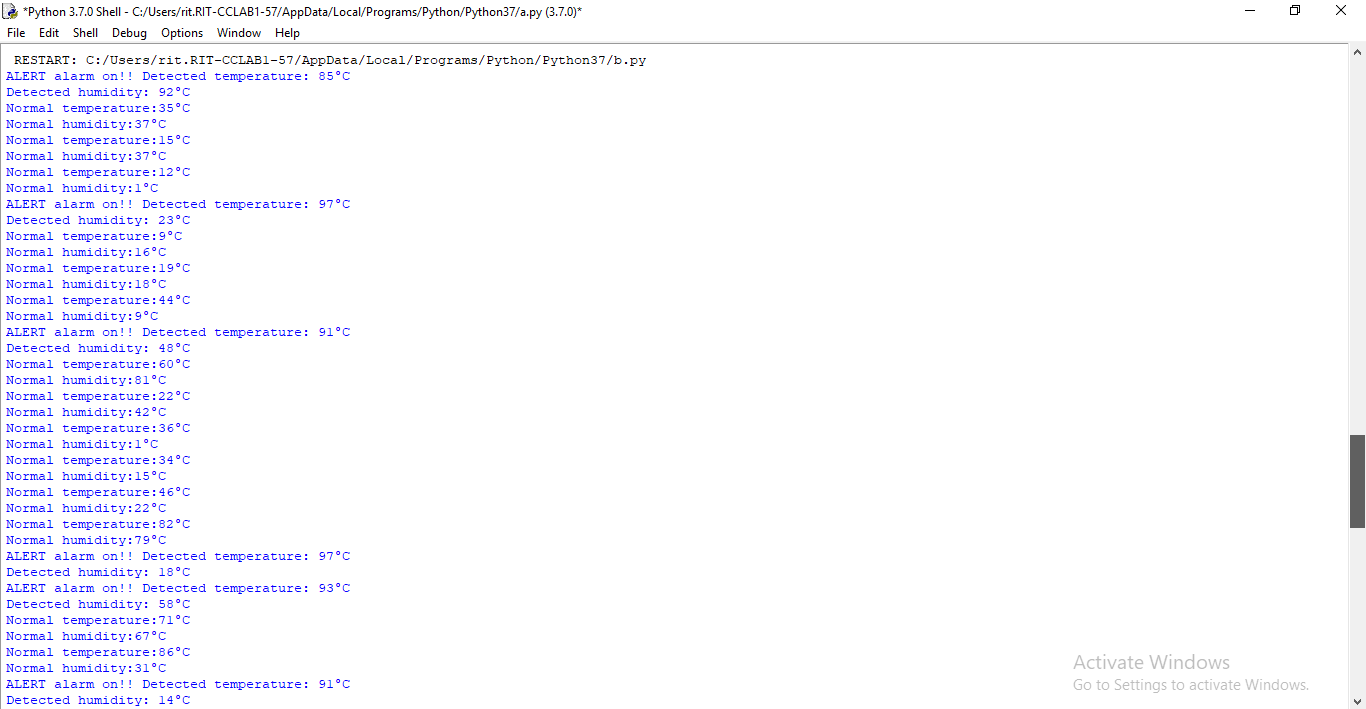 *Python 3.7.0 Shell - C:/Users/rit.RIT-CCLAB1-57/AppData/Local/Programs/Python/Python37/a.py (3.7.0)*
File Edit Shell Debug Options Window Help
RESTART: C:/Users/rit.RIT-CCLAB1-57/AppData/Local/Programs/Python/Python37/b.py
ALERT alarm on!! Detected temperature: 85°C
Detected humidity: 92°C
Normal temperature:35°C
Normal humidity:37°C
Normal temperature:15°C
Normal humidity:37°C
Normal temperature:12°C
Normal humidity:1°C
ALERT alarm on!! Detected temperature: 97°C
Detected humidity: 23°C
Normal temperature:9°C
Normal humidity:16°C
Normal temperature:19°C
Normal humidity:18°C
Normal temperature:44°C
Normal humidity:9°C
ALERT alarm on!! Detected temperature: 91°C
Detected humidity: 48°C
Normal temperature:60°C
Normal humidity:81°C
Normal temperature:22°C
Normal humidity:42°C
Normal temperature:36°C
Normal humidity:1°C
Normal temperature:34°C
Normal humidity:15°C
Normal temperature:46°C
Normal humidity:22°C
Normal temperature:82°C
Normal humidity:79°C
ALERT alarm on!! Detected temperature: 97°C
Detected humidity: 18°C
ALERT alarm on!! Detected temperature: 93°C
Detected humidity: 58°C
Normal temperature:71°C
Normal humidity:67°C
Normal temperature:86°C
Normal humidity:31°C
ALERT alarm on!! Detected temperature: 91°C
Detected humidity: 14°C
Activate Windows
Go to Settings to activate Windows.